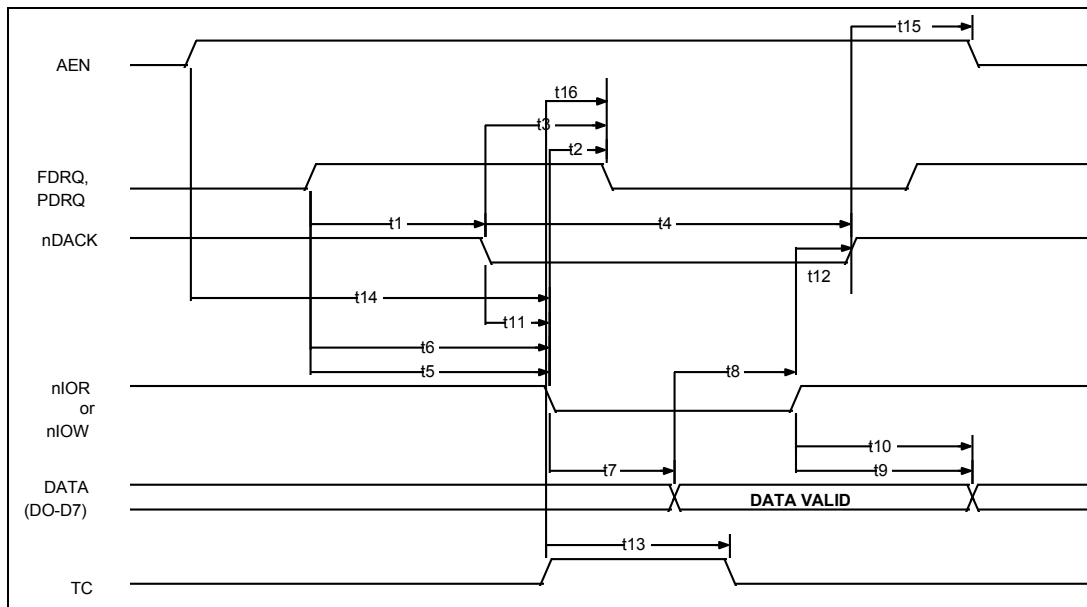 t15
AEN
t16
t3
t2
FDRQ,
PDRQ
t1
t4
nDACK
t12
t14
t11
t6
t5
t8
nIOR
or
nIOW
t10
t7
t9
DATA
(DO-D7)
DATA VALID
t13
TC